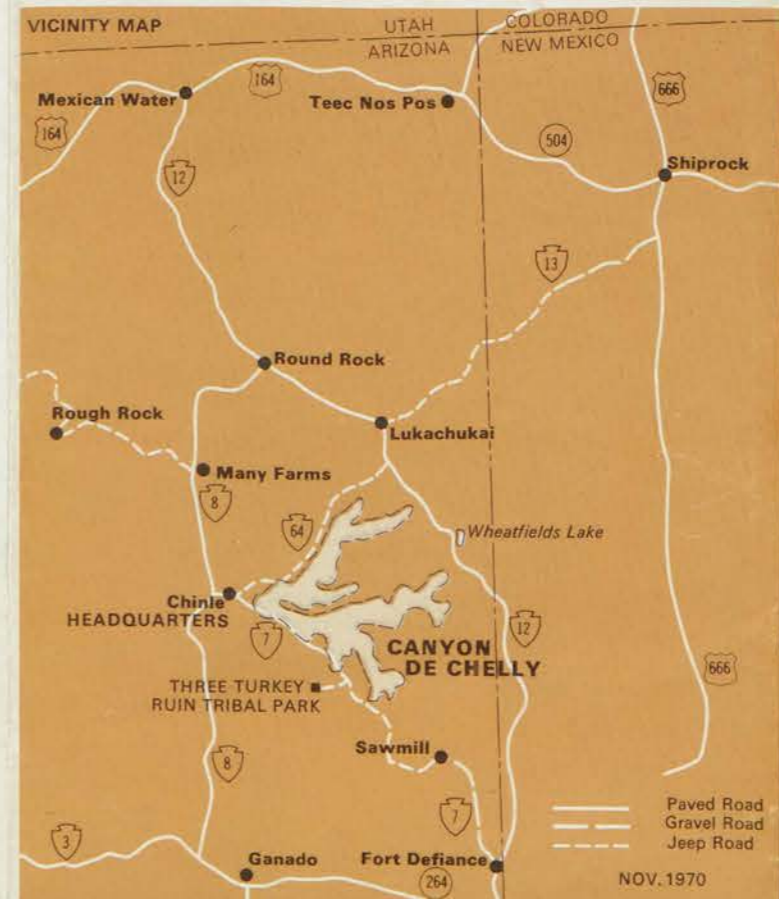 VICINITY MAP
UTAH
COLORADO
ARIZONA
NEW MEXICO
164
666
Mexican Water
Teec Nos Pos
164
504
Shiprock
12
13
Round Rock
Rough Rock
Lukachukai
Many Farms
8
64
Wheatfields Lake
Chinle
HEADQUARTERS
7
12
CANYON
DE CHELLY
666
THREE TURKEY
RUIN TRIBAL PARK
Sawmill
8
7
Paved Road
Gravel Road
Jeep Road
3
Ganado
Fort Defiance
264
NOV. 1970